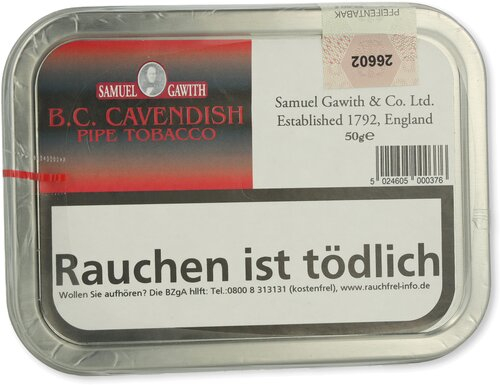 PFEIFENTABAK
26602
SAMUEL GAWITH
B.C. CAVENDISH
PIPE TOBACCO
Samuel Gawith & Co. Ltd.
Established 1792, England
50g℮
5 024605 000376
Rauchen ist tödlich
Wollen Sie aufhören? Die BZgA hilft: Tel.:0800 8 313131 (kostenfrei), www.rauchfrei-info.de